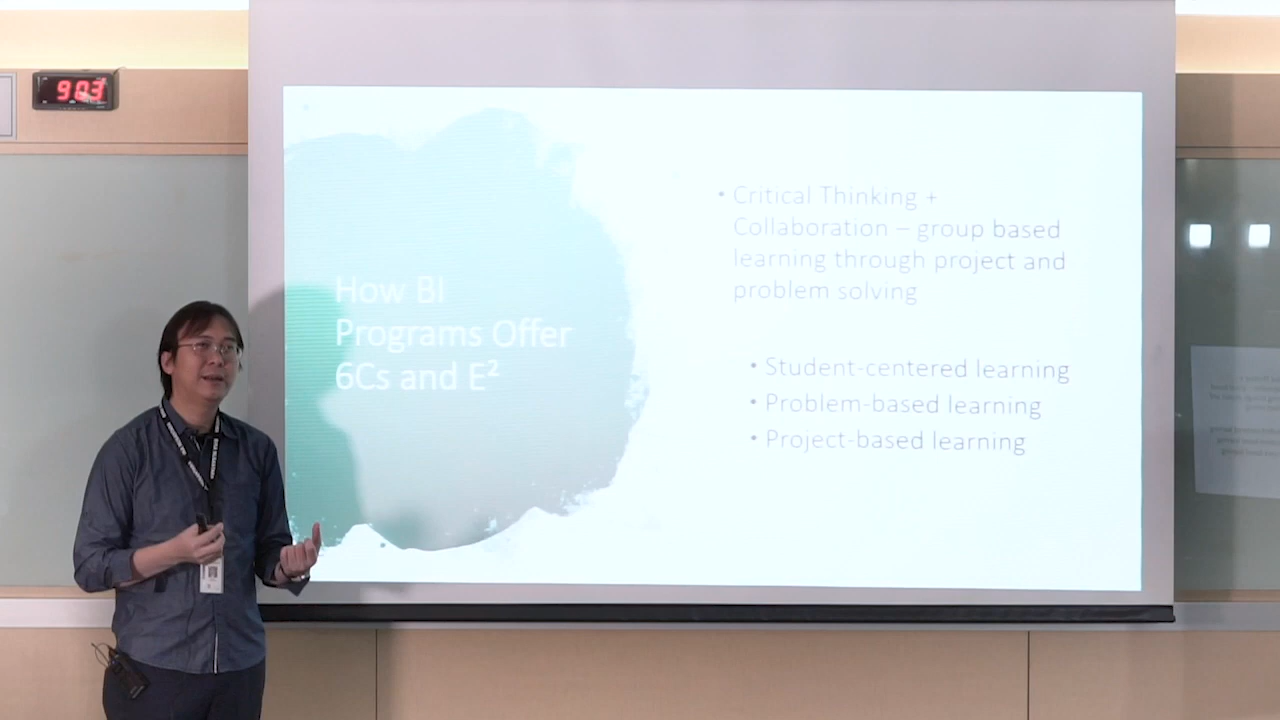 903
How BI
Programs Offer
6Cs and E²
• Critical Thinking +
Collaboration – group based
learning through project and
problem solving
• Student-centered learning
• Problem-based learning
• Project-based learning